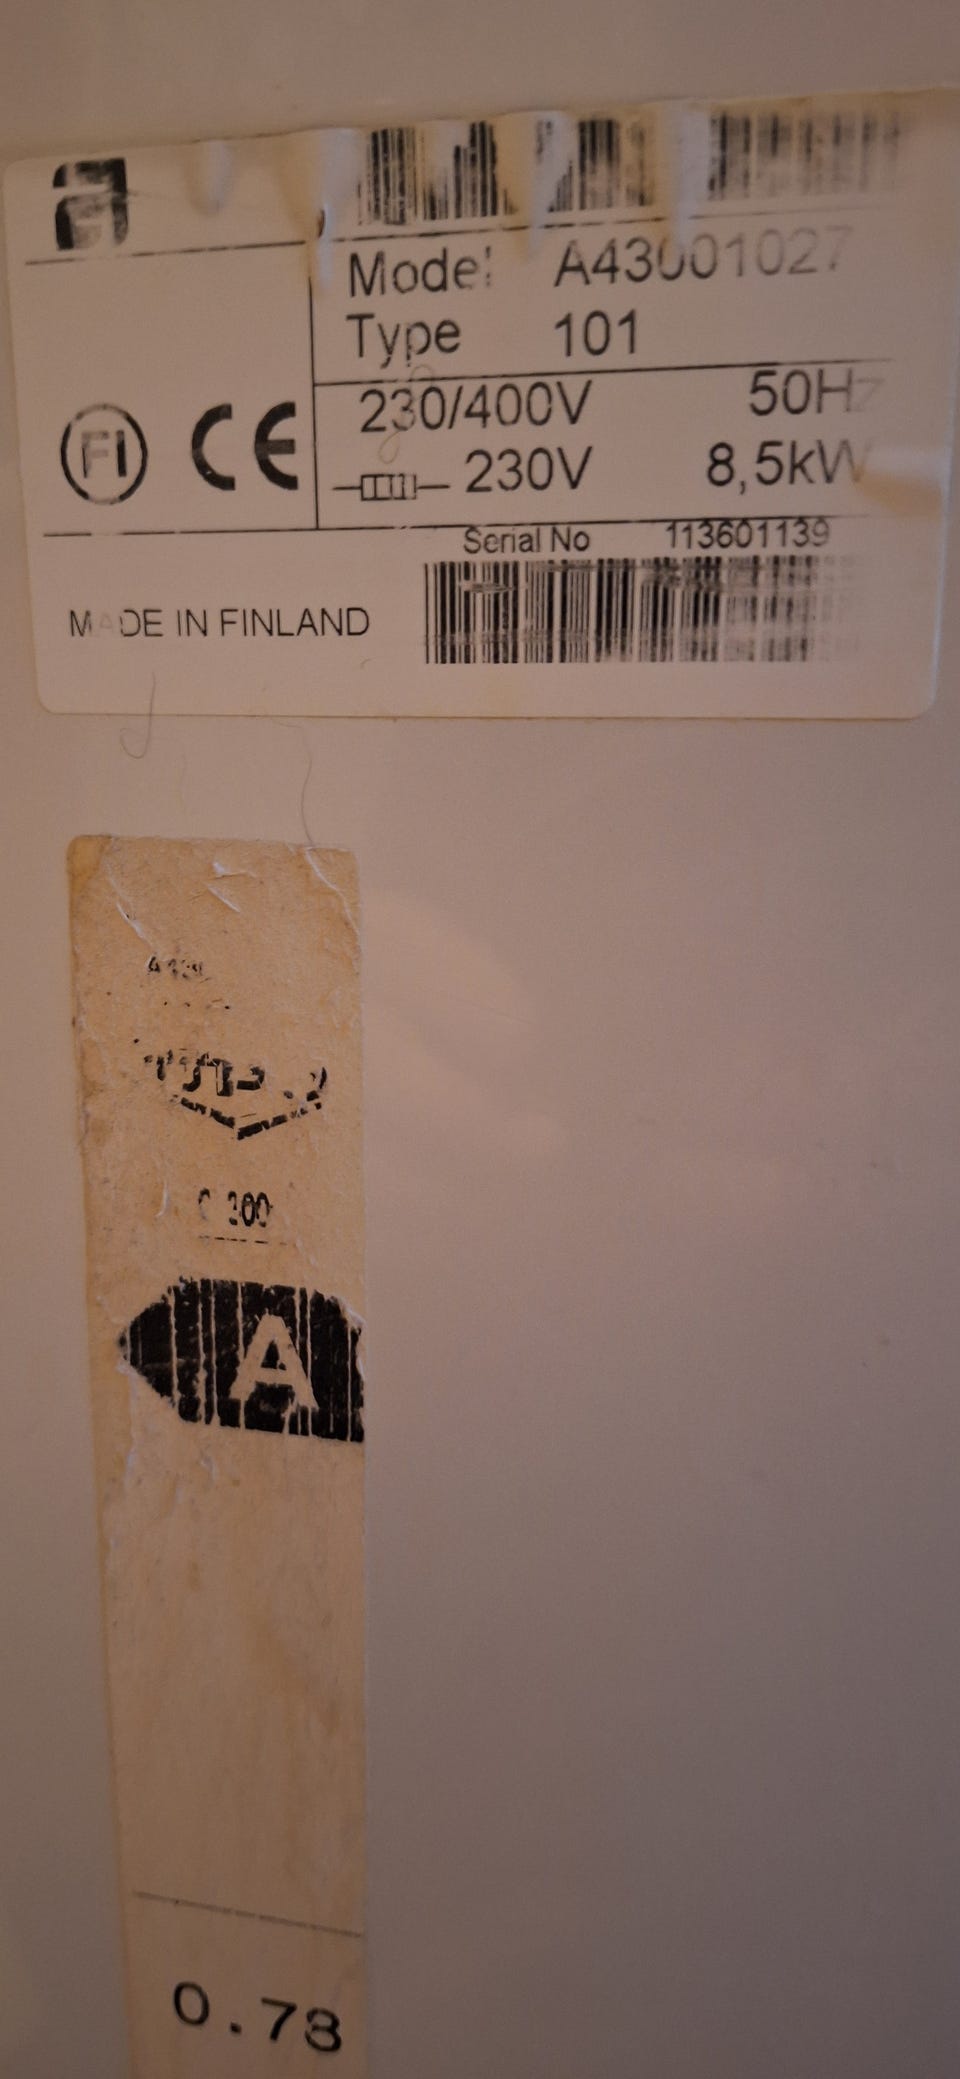 a
Model A43001027
Type 101
230/400V 50Hz
230V 8,5kW
FI CE
Serial No 113601139
MADE IN FINLAND
300
A
0.78